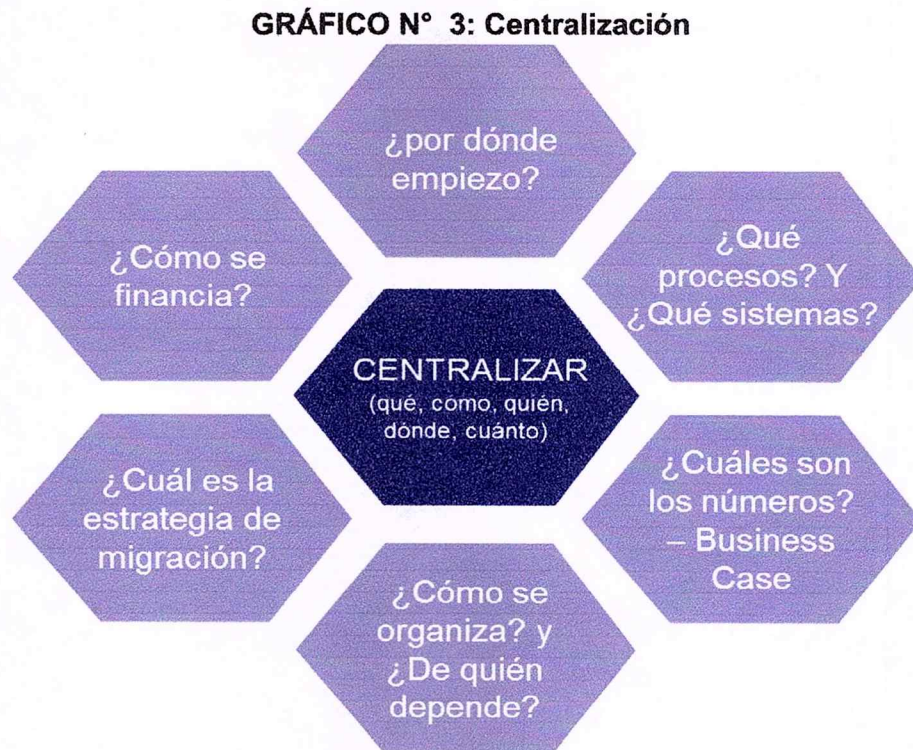 GRÁFICO N° 3: Centralización
¿por dónde
empiezo?
¿Qué
procesos? Y
¿Qué sistemas?
¿Cuáles son
los números?
– Business
Case
¿Cómo se
organiza? y
¿De quién
depende?
¿Cuál es la
estrategia de
migración?
¿Cómo se
financia?
CENTRALIZAR
(qué, cómo, quién,
dónde, cuánto)